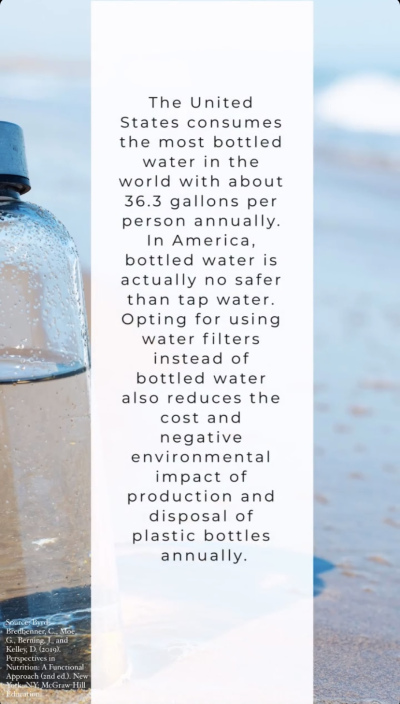 The United
States consumes
the most bottled
water in the
world with about
36.3 gallons per
person annually.
In America,
bottled water is
actually no safer
than tap water.
Opting for using
water filters
instead of
bottled water
also reduces the
cost and
negative
environmental
impact of
production and
disposal of
plastic bottles
annually.
Source: Byrd-
Bredbenner, C., Moe,
G., Berning, J., and
Kelley, D. (2019).
Perspectives in
Nutrition: A Functional
Approach (2nd ed.). New
York, NY: McGraw Hill
Education.